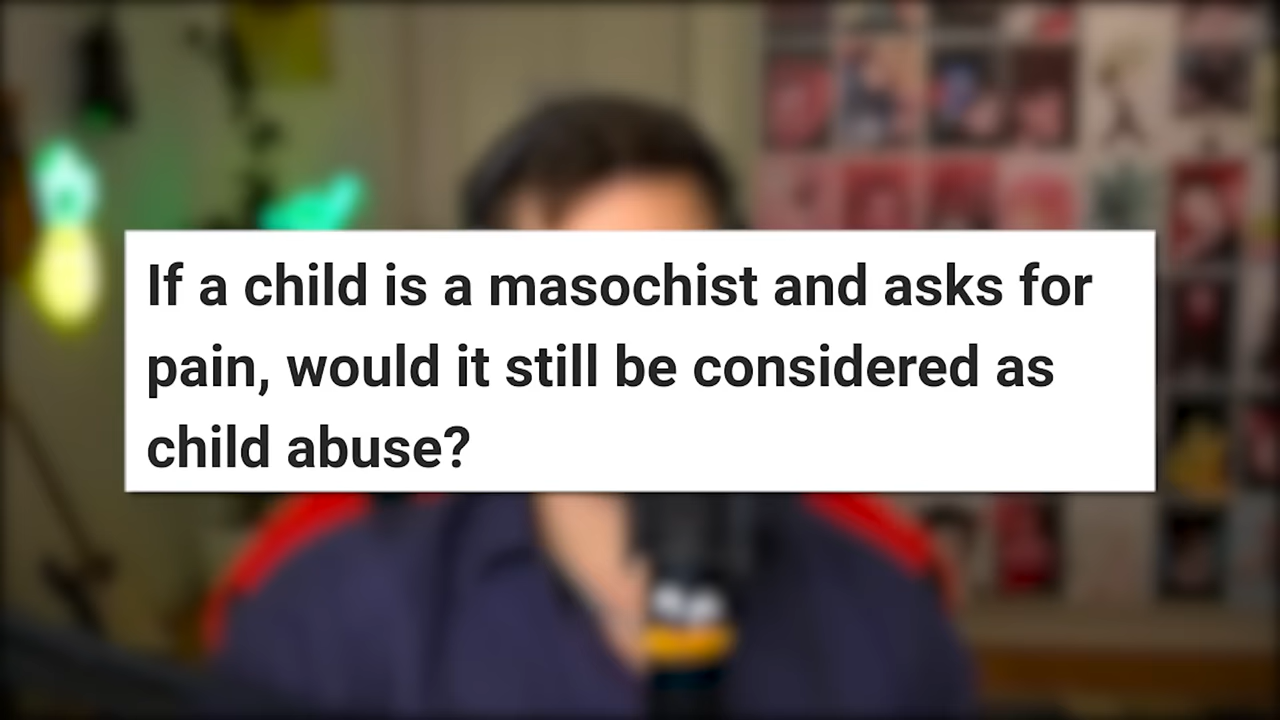 If a child is a masochist and asks for
pain, would it still be considered as
child abuse?